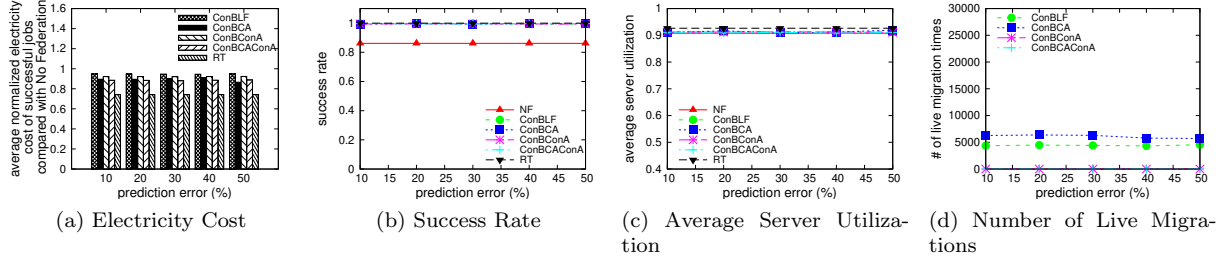 average normalized electricity
cost of successful jobs
compared with No Federation
1.6
1.4
1.2
1
0.8
0.6
0.4
0.2
0
ConBLF
ConBCA
ConBConA
ConBCAConA
RT
10 20 30 40 50
prediction error (%)
(a) Electricity Cost
success rate
1
0.8
0.6
0.4
0.2
0
NF
ConBLF
ConBCA
ConBConA
ConBCAConA
RT
10 15 20 25 30 35 40 45 50
prediction error (%)
(b) Success Rate
average server utilization
1
0.9
0.8
0.7
0.6
0.5
0.4
NF
ConBLF
ConBCA
ConBConA
ConBCAConA
RT
10 15 20 25 30 35 40 45 50
prediction error (%)
(c) Average Server Utiliza-
tion
# of live migration times
30000
25000
20000
15000
10000
5000
0
ConBLF
ConBCA
ConBConA
ConBCAConA
10 15 20 25 30 35 40 45 50
prediction error (%)
(d) Number of Live Migra-
tions